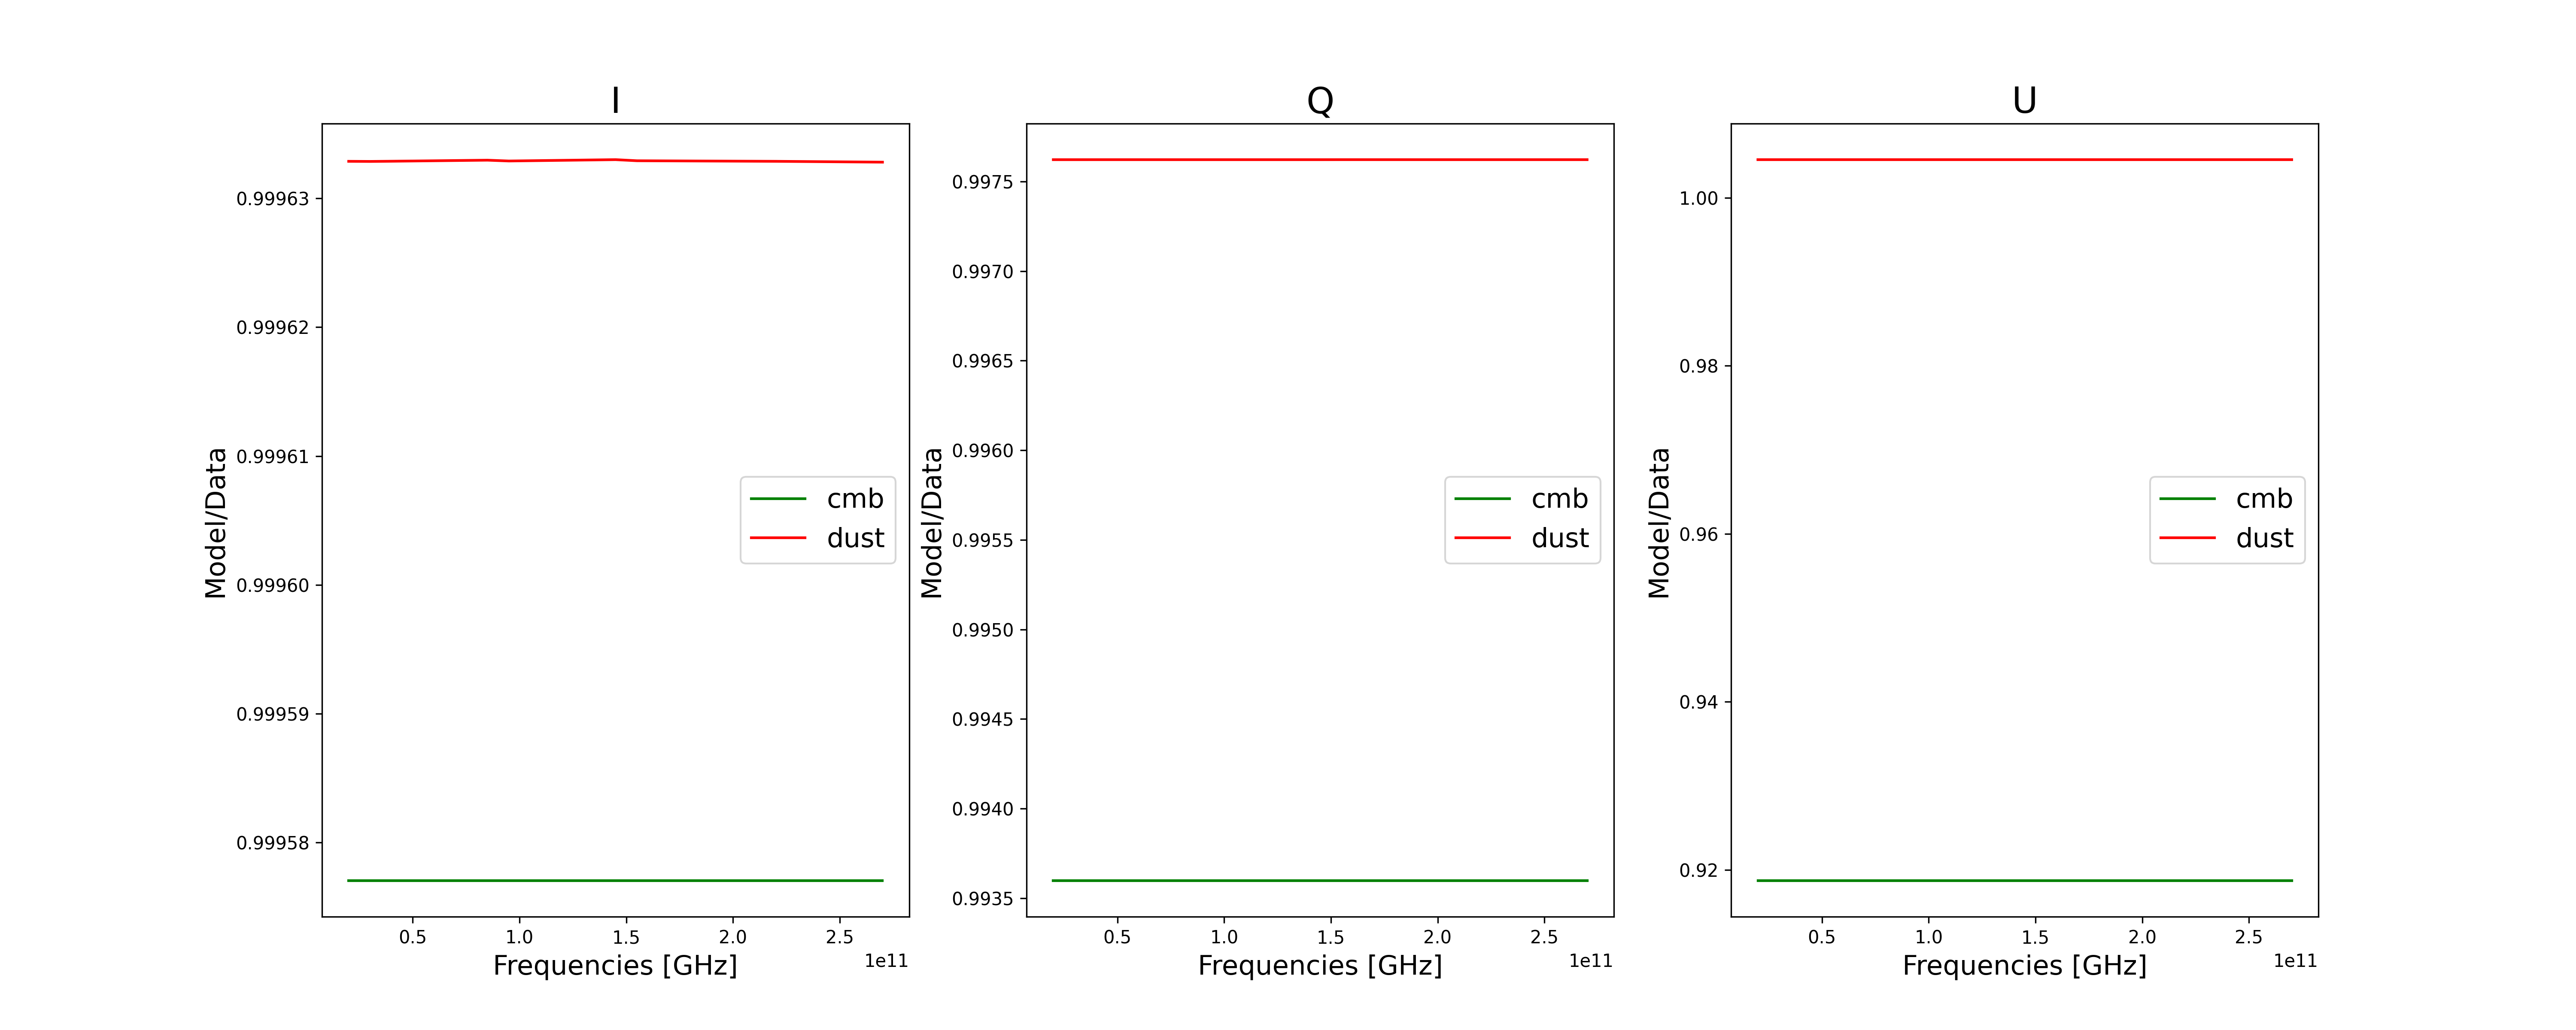 I
Model/Data
0.99963
0.99962
0.99961
0.99960
0.99959
0.99958
0.5 1.0 1.5 2.0 2.5
Frequencies [GHz]
1e11
cmb
dust
Q
Model/Data
0.9975
0.9970
0.9965
0.9960
0.9955
0.9950
0.9945
0.9940
0.9935
0.5 1.0 1.5 2.0 2.5
Frequencies [GHz]
1e11
cmb
dust
U
Model/Data
1.00
0.98
0.96
0.94
0.92
0.5 1.0 1.5 2.0 2.5
Frequencies [GHz]
1e11
cmb
dust